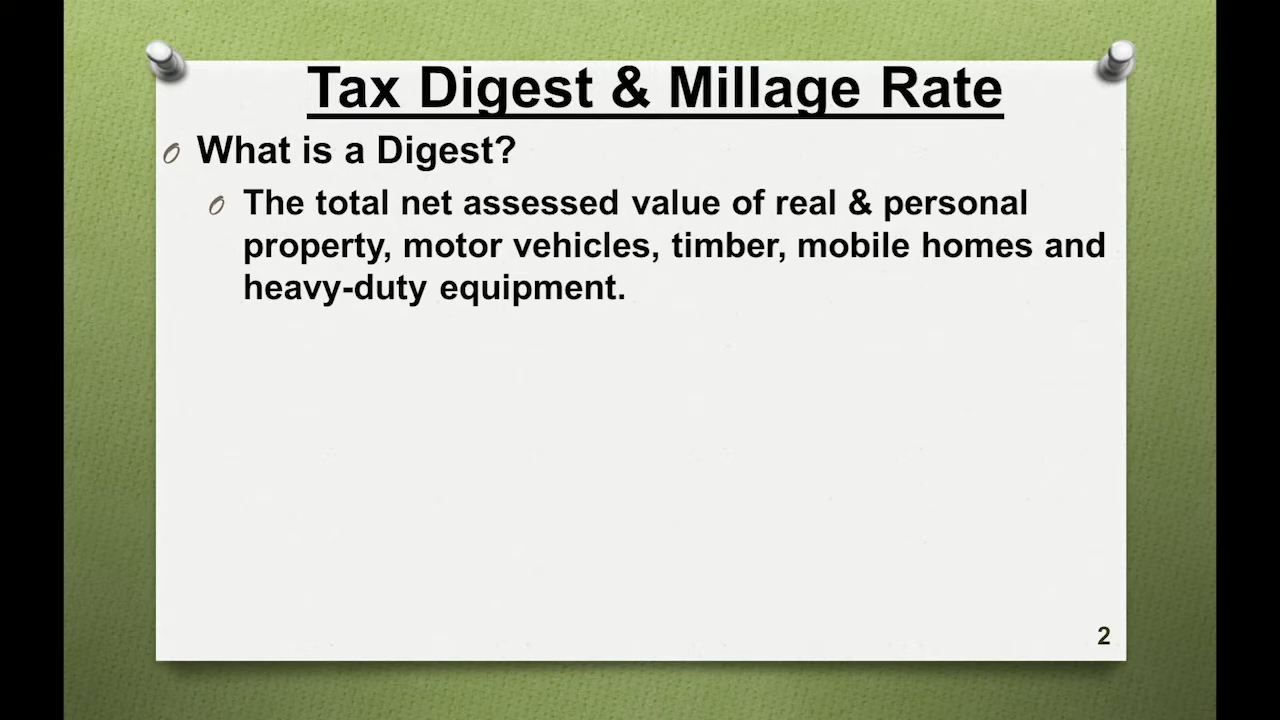 Tax Digest & Millage Rate
What is a Digest?
The total net assessed value of real & personal
property, motor vehicles, timber, mobile homes and
heavy-duty equipment.
2